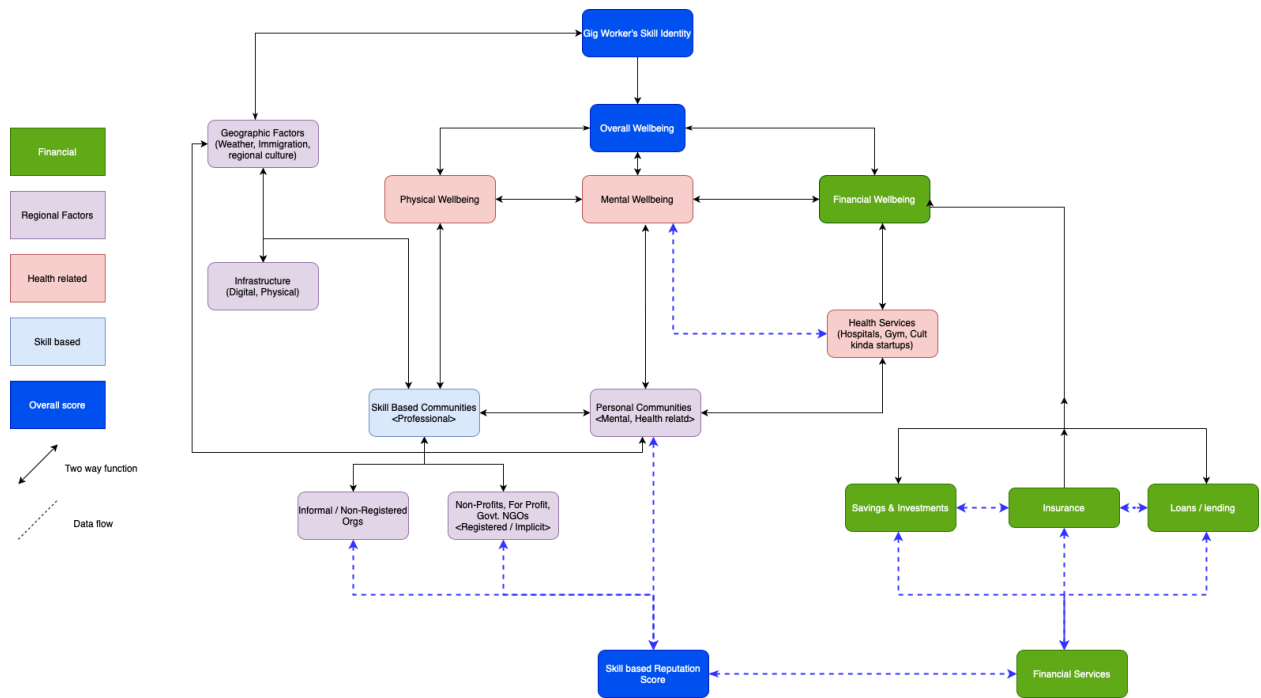 Gig Worker's Skill Identity
Geographic Factors
(Weather, Immigration,
regional culture)
Overall Wellbeing
Financial
Physical Wellbeing
Mental Wellbeing
Financial Wellbeing
Regional Factors
Infrastructure
(Digital, Physical)
Health related
Health Services
(Hospitals, Gym, Cult
kinda startups)
Skill based
Overall score
Skill Based Communities
<Professional>
Personal Communities
<Mental, Health relatd>
Two way function
Data flow
Informal / Non-Registered
Orgs
Non-Profits, For Profit,
Govt. NGOs
<Registered / Implicit>
Savings & Investments
Insurance
Loans / lending
Skill based Reputation
Score
Financial Services